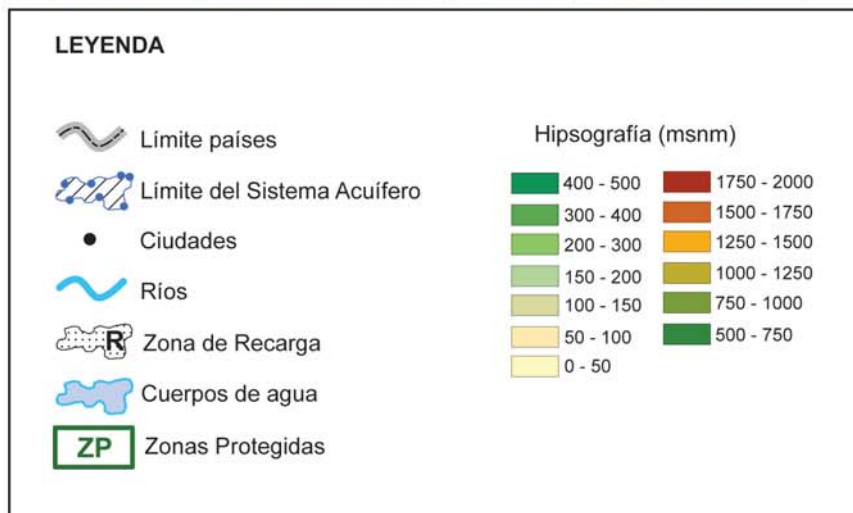 LEYENDA
Límite países
Límite del Sistema Acuífero
Ciudades
Ríos
R Zona de Recarga
Cuerpos de agua
ZP Zonas Protegidas
Hipsografía (msnm)
400 - 500
300 - 400
200 - 300
150 - 200
100 - 150
50 - 100
0 - 50
1750 - 2000
1500 - 1750
1250 - 1500
1000 - 1250
750 - 1000
500 - 750